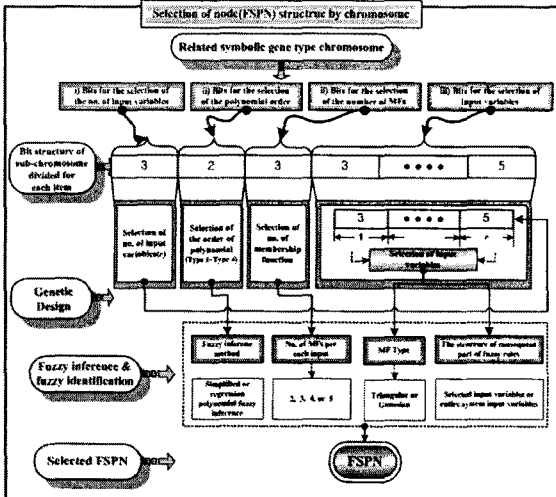 Selection of node(FSPN) structrue by chromosome
Related symbolic gene type chromosome
i) Bits for the selection
of the no. of input variables
i) Bits for the selection
of the polynomial order
ii) Bits for the selection
of the number of MFs
iii) Bits for the selection of
input variables
Bit structure of
sub-chromosome
divided for
each item
3
2
3
3
5
Selection of
no. of input
variables(r)
Selection of
the order of
polynomial
(Type 1~Type 4)
Selection of
no. of
membership
function
3
5
1
r
Selection of input
variables
Genetic
Design
Fuzzy inference &
fuzzy identification
Fuzzy inference
method
No. of MFs per
each input
MF Type
The structure of consequent
part of fuzzy rules
Simplified or
regression
polynomial fuzzy
inference
2, 3, 4, or 5
Triangular or
Gaussian
Selected input variables or
entire system input variables
Selected FSPN
FSPN